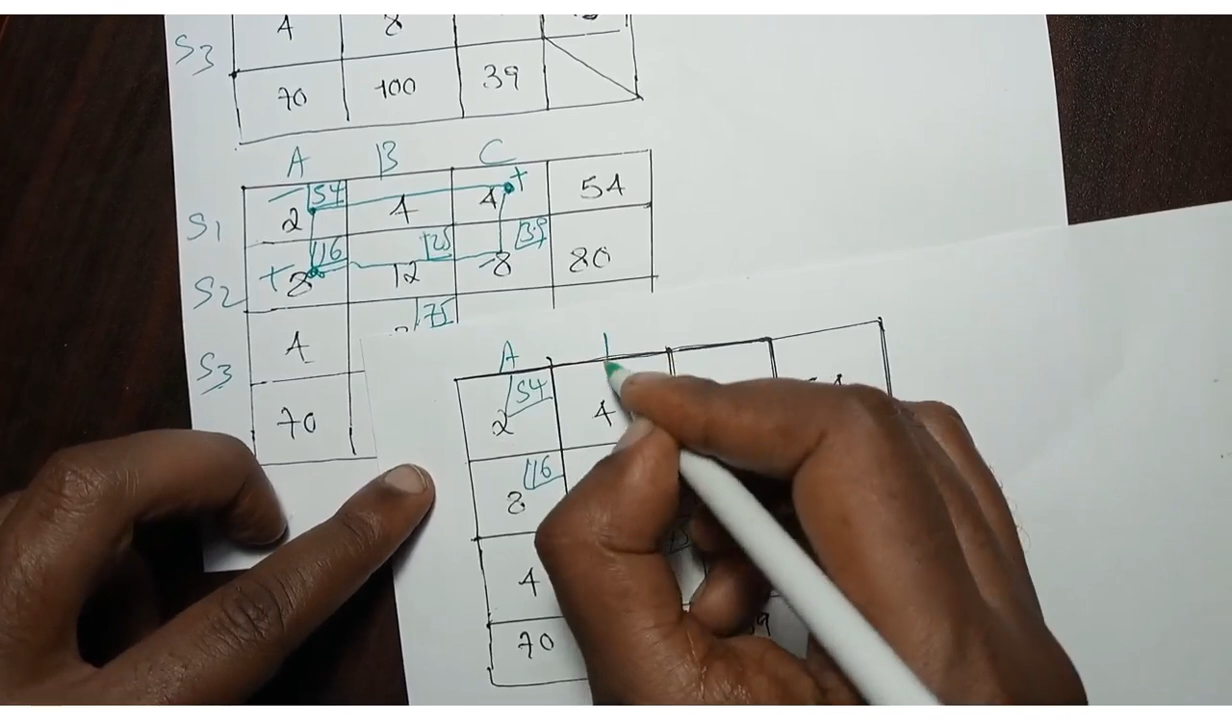 S3 4 8
70 100 39
A B C
S1 2 54 4 4 + 54
S2 + 8 16 12 25 8 39 80
S3 4 75
70
A
2 54 4
8 16
4
70